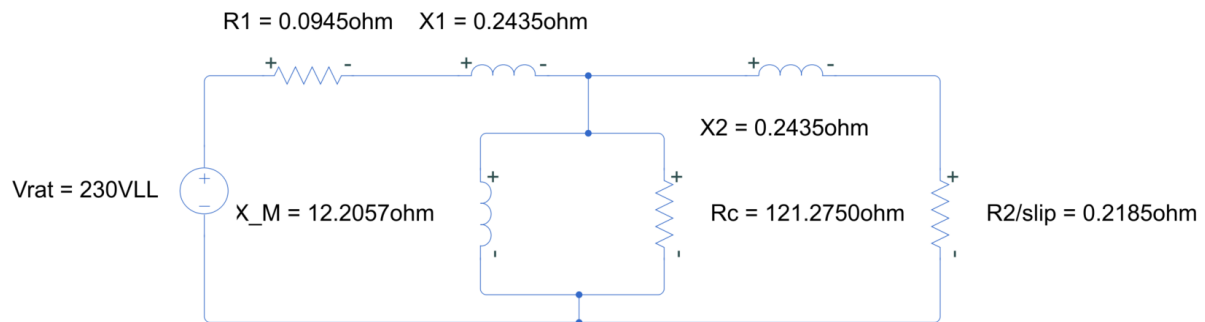 R1 = 0.0945ohm
X1 = 0.2435ohm
X2 = 0.2435ohm
Vrat = 230VLL
X_M = 12.2057ohm
Rc = 121.2750ohm
R2/slip = 0.2185ohm